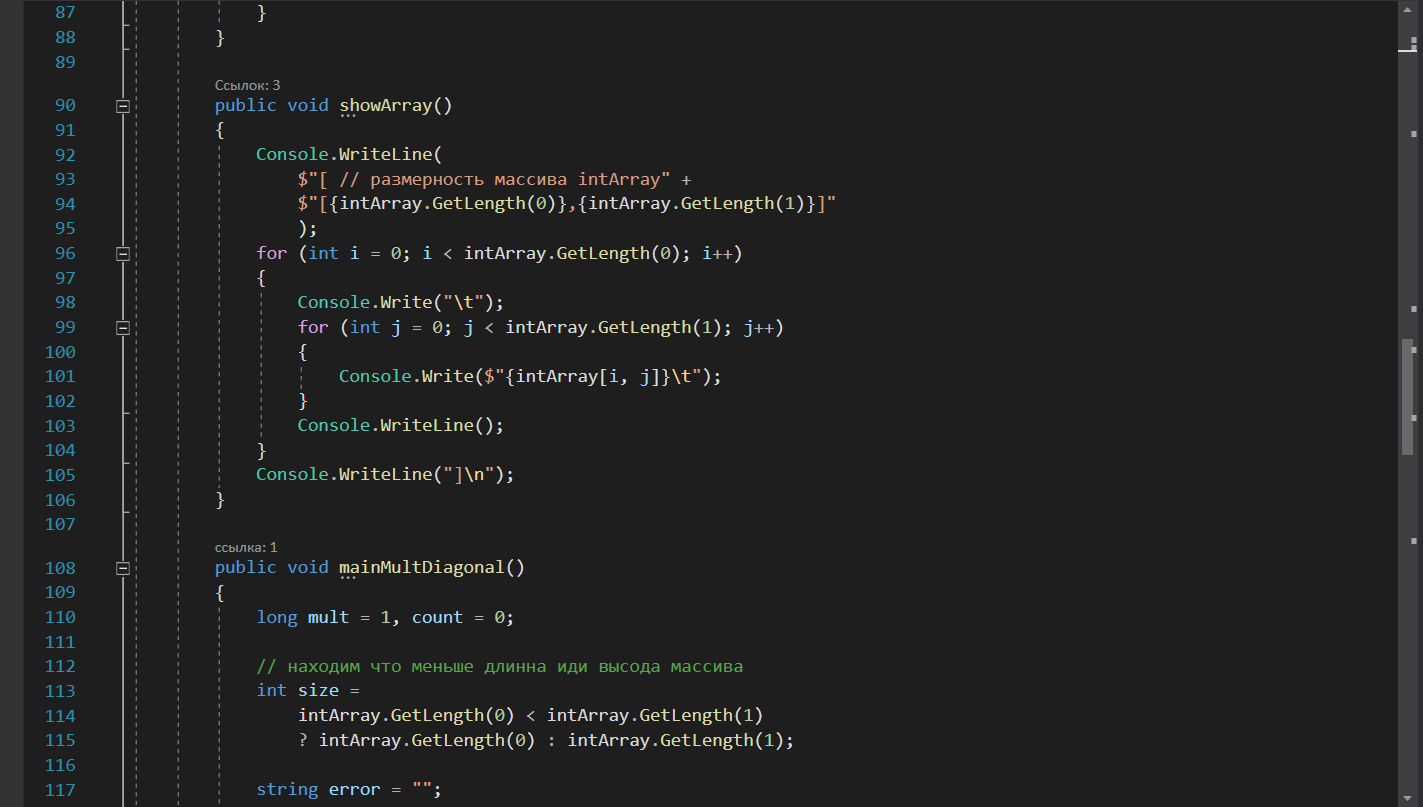 87 }
88 }
89
Ссылок: 3
90 public void showArray()
91 {
92 Console.WriteLine(
93 $"[ // размерность массива intArray" +
94 $"[{intArray.GetLength(0)},{intArray.GetLength(1)}]"
95 );
96 for (int i = 0; i < intArray.GetLength(0); i++)
97 {
98 Console.Write("\t");
99 for (int j = 0; j < intArray.GetLength(1); j++)
100 {
101 Console.Write($"{intArray[i, j]}\t");
102 }
103 Console.WriteLine();
104 }
105 Console.WriteLine("]\n");
106 }
107
ссылка: 1
108 public void mainMultDiagonal()
109 {
110 long mult = 1, count = 0;
111
112 // находим что меньше длинна иди высода массива
113 int size =
114 intArray.GetLength(0) < intArray.GetLength(1)
115 ? intArray.GetLength(0) : intArray.GetLength(1);
116
117 string error = "";